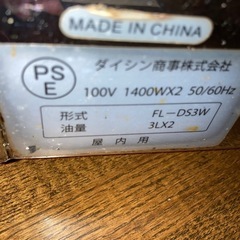 MADE IN CHINA
PS
E
ダイシン商事株式会社
100V 1400WX2 50/60Hz
形式 FL-DS3W
油量 3LX2
屋内用